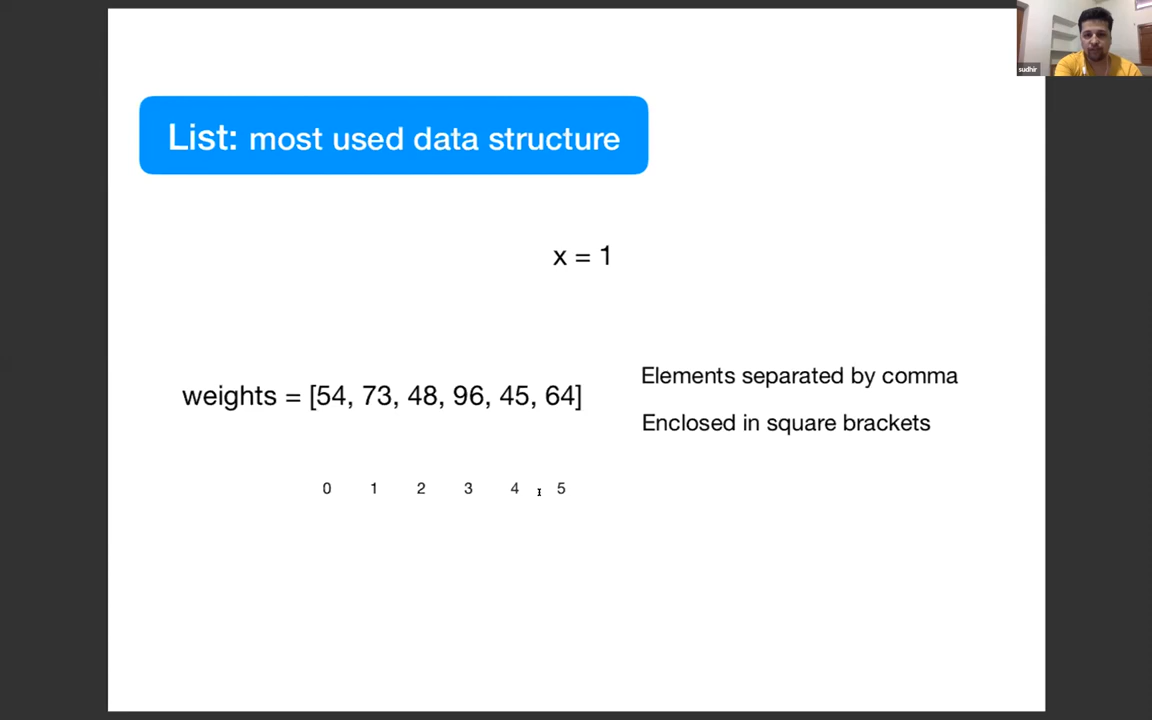 sudhir
List: most used data structure
x = 1
weights = [54, 73, 48, 96, 45, 64]
Elements separated by comma
Enclosed in square brackets
0 1 2 3 4 5